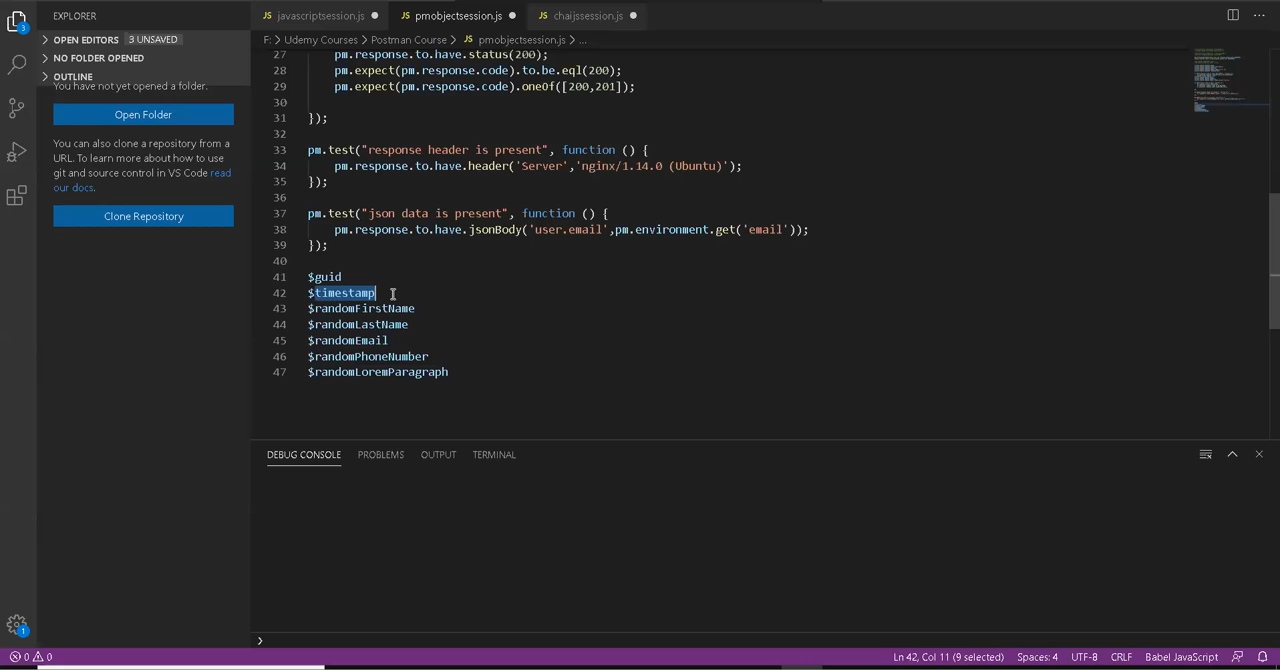 EXPLORER
javascriptsession.js
pmobjectsession.js
chaijssession.js
OPEN EDITORS 3 UNSAVED
NO FOLDER OPENED
OUTLINE
You have not yet opened a folder.
Open Folder
You can also clone a repository from a
URL. To learn more about how to use
git and source control in VS Code read
our docs.
Clone Repository
F: > Udemy Courses > Postman Course > JS pmobjectsession.js > ...
27 pm.response.to.have.status(200);
28 pm.expect(pm.response.code).to.be.eql(200);
29 pm.expect(pm.response.code).oneOf([200,201]);
30
31 });
32
33 pm.test("response header is present", function () {
34 pm.response.to.have.header('Server','nginx/1.14.0 (Ubuntu)');
35 });
36
37 pm.test("json data is present", function () {
38 pm.response.to.have.jsonBody('user.email',pm.environment.get('email'));
39 });
40
41 $guid
42 $timestamp
43 $randomFirstName
44 $randomLastName
45 $randomEmail
46 $randomPhoneNumber
47 $randomLoremParagraph
DEBUG CONSOLE PROBLEMS OUTPUT TERMINAL
0 0 Ln 42, Col 11 (9 selected) Spaces: 4 UTF-8 CRLF Babel JavaScript